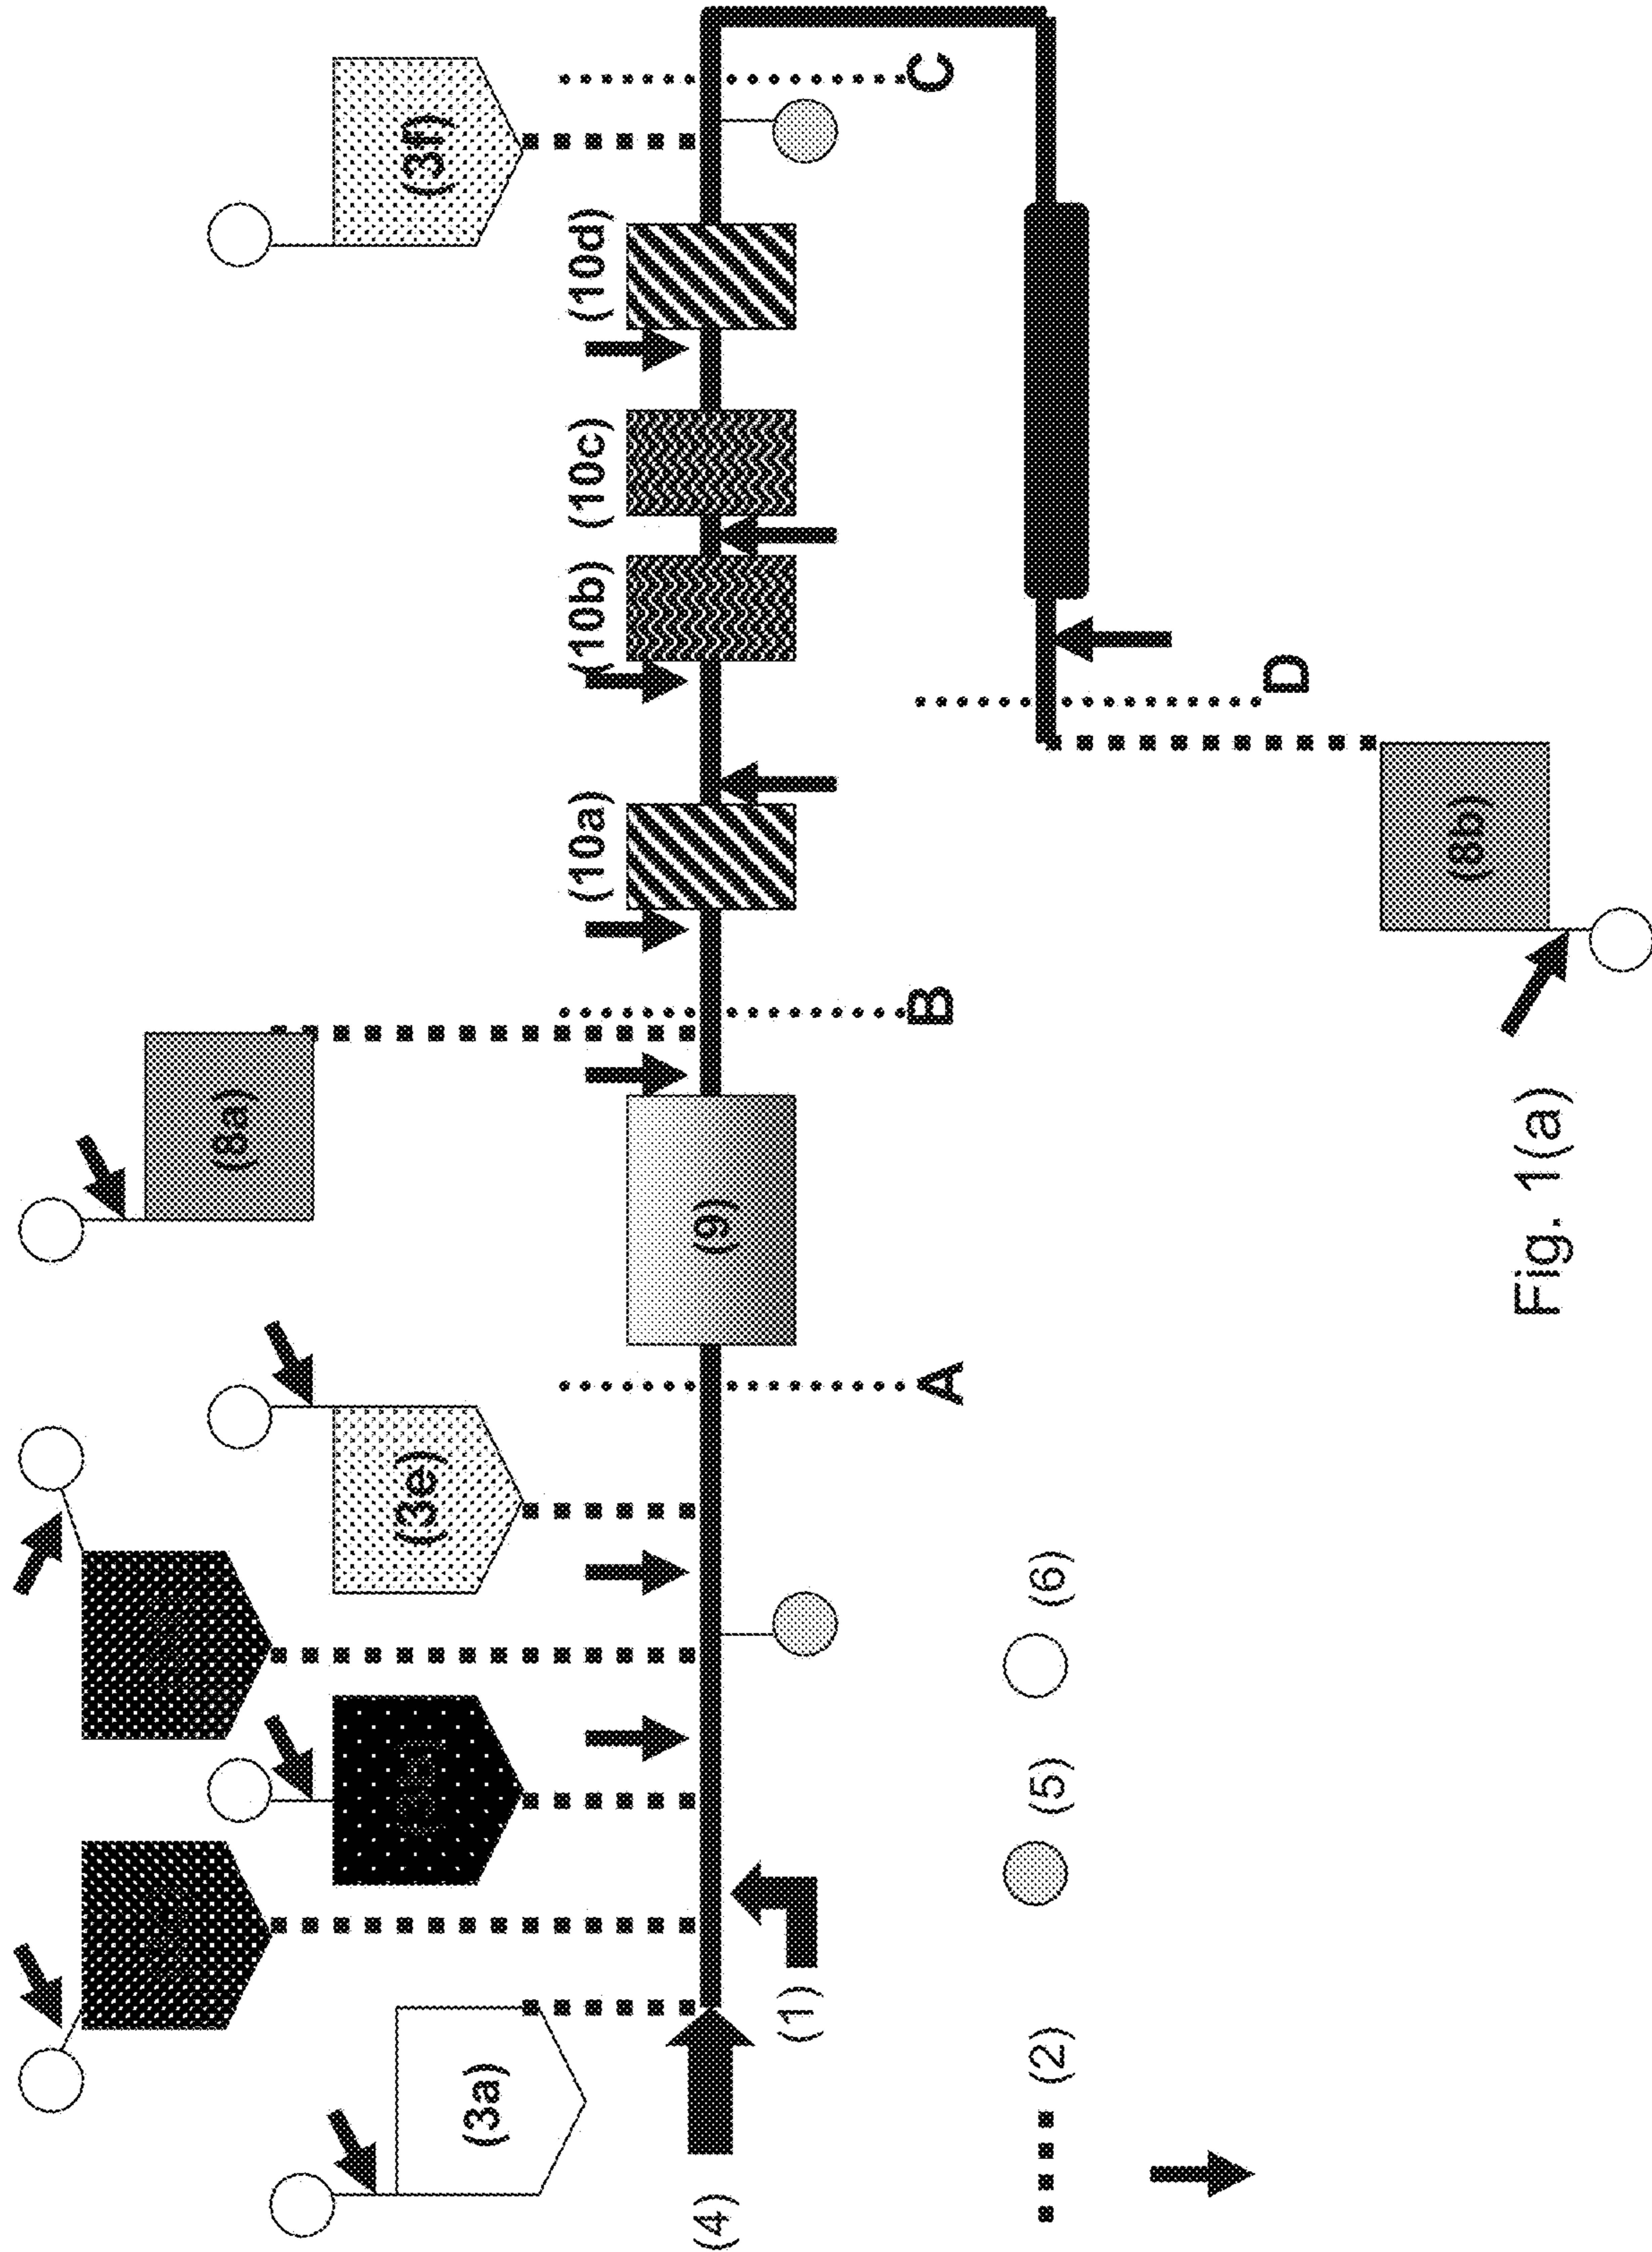 (8a)
(3e)
(3f)
(3a)
(10a)
(10b)
(10c)
(10d)
(4)
(9)
(1)
A
B
C
(2)
(5)
(6)
D
(8b)
Fig. 1(a)